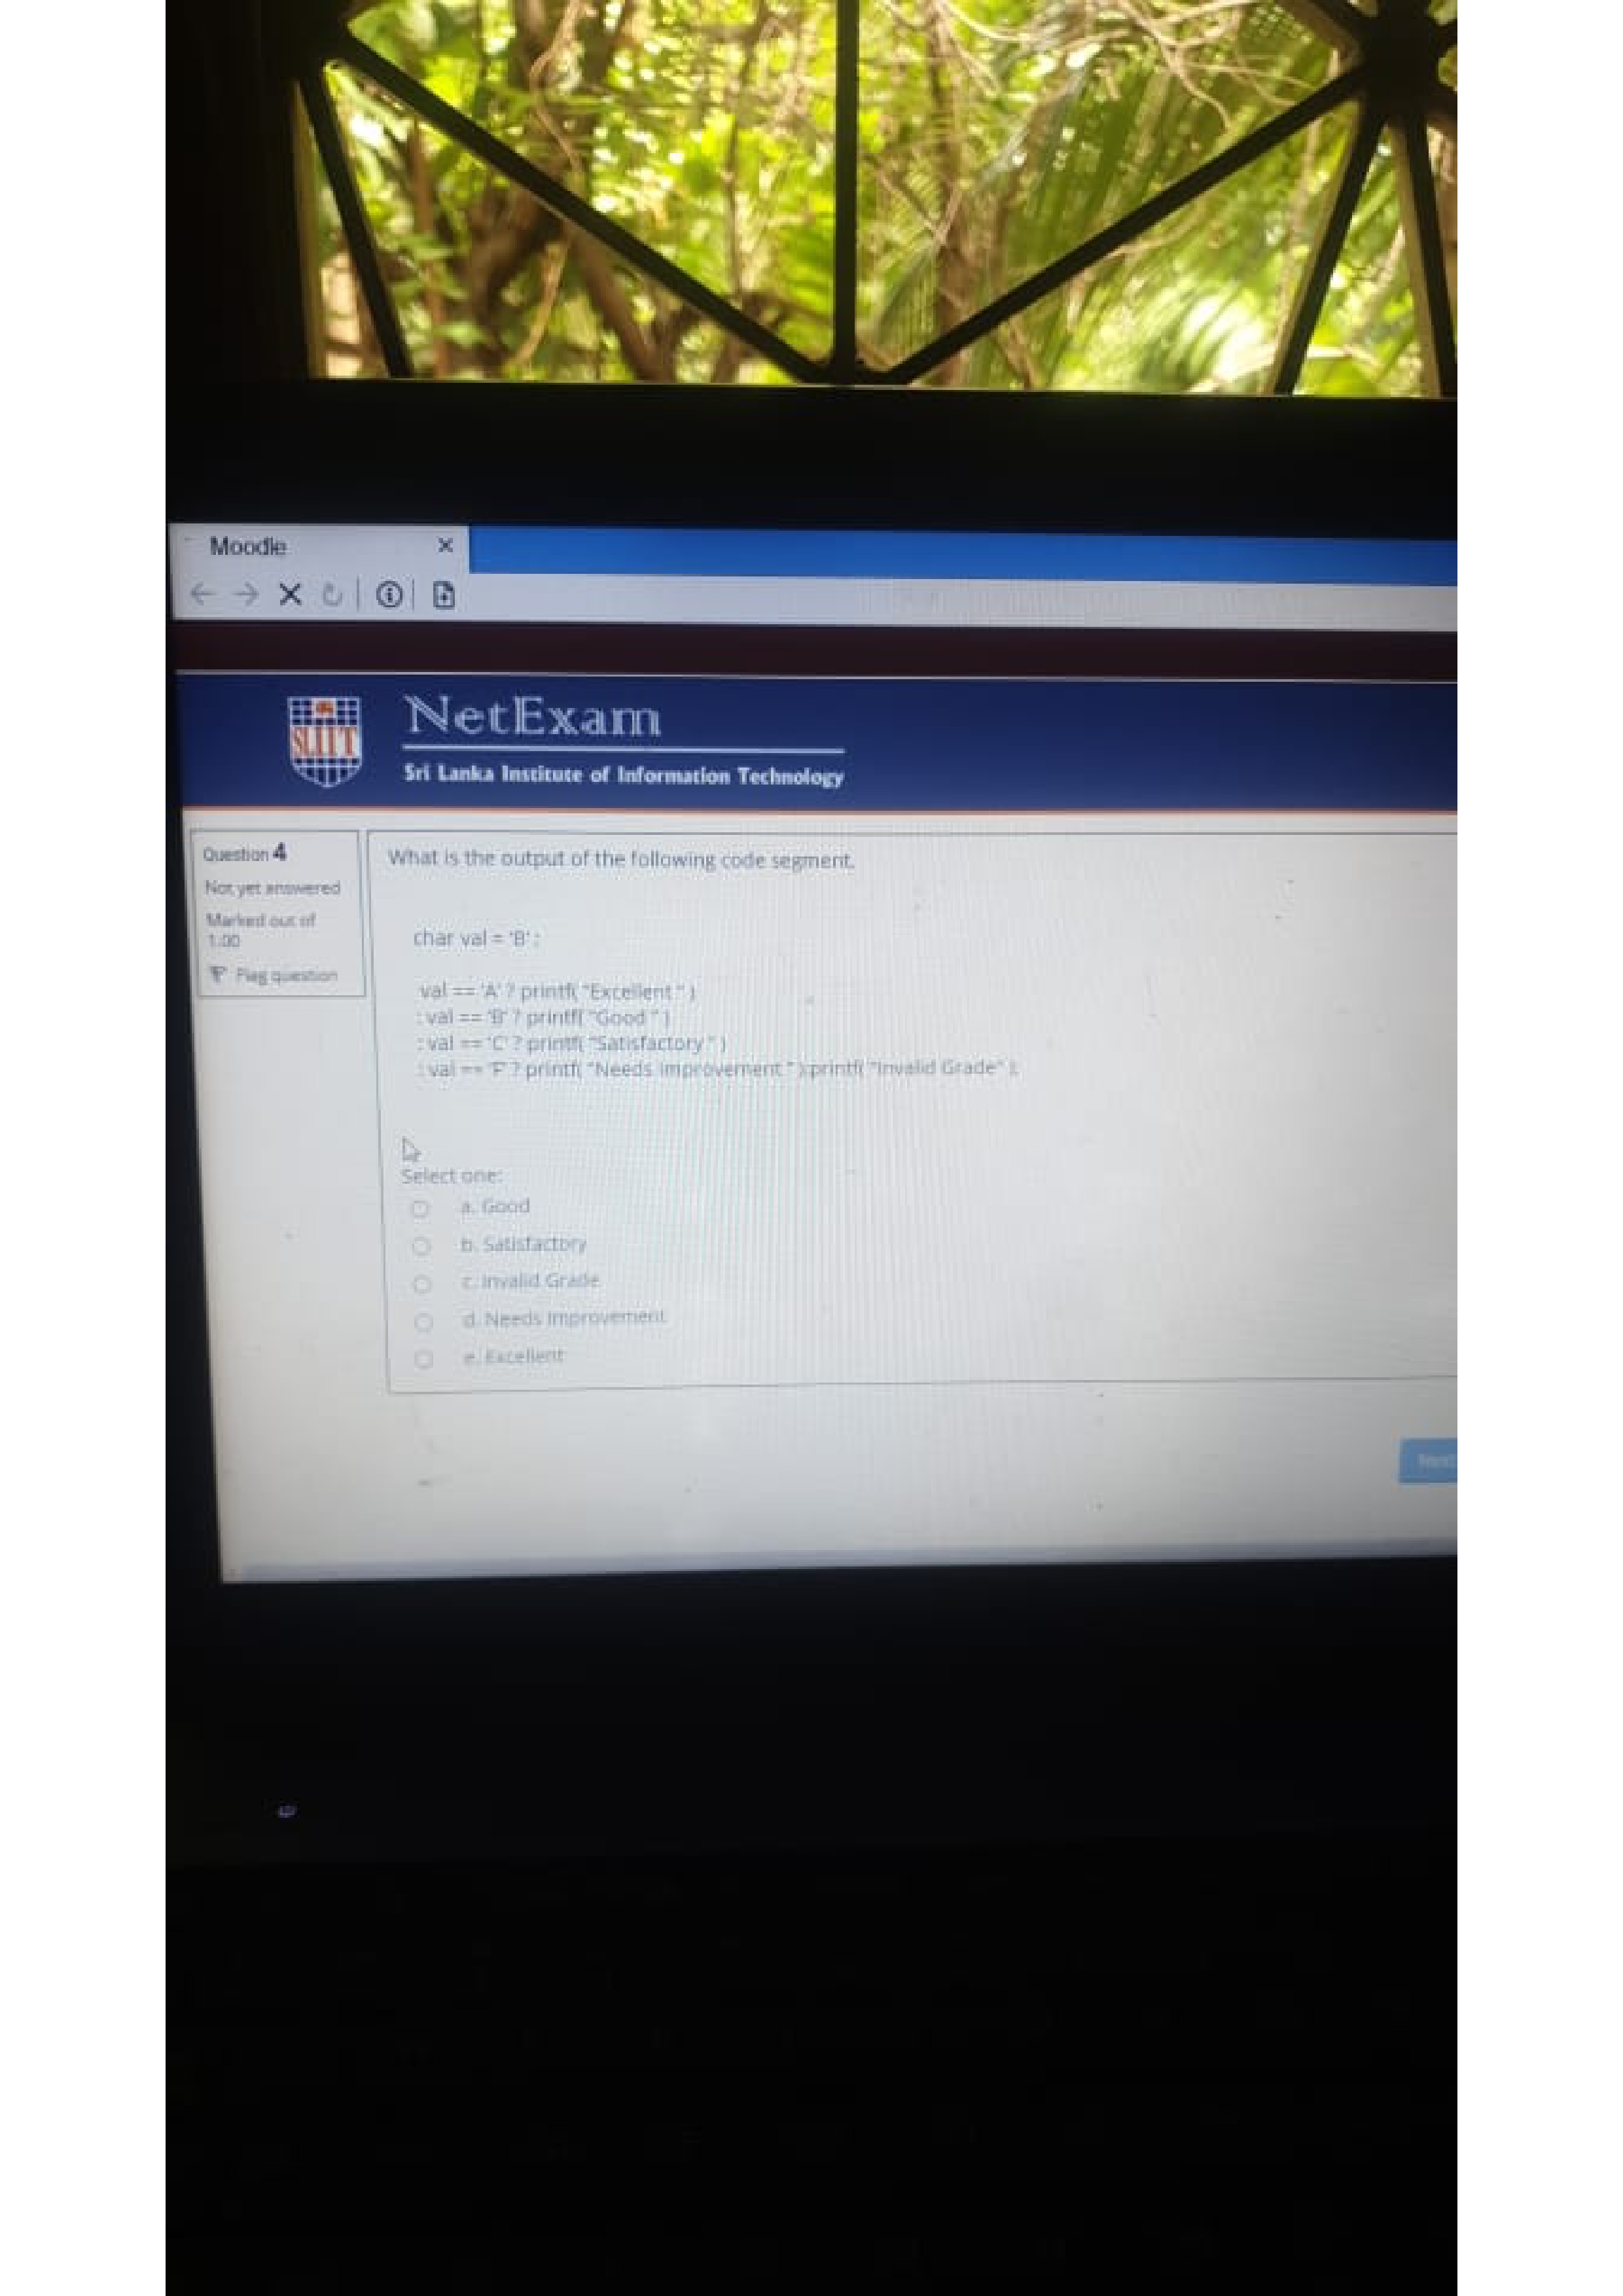 Moodle
SLIIT
NetExam
Sri Lanka Institute of Information Technology
Question 4
Not yet answered
Marked out of
1.00
Flag question
What is the output of the following code segment.
char val = 'B' ;
val == 'A' ? printf( "Excellent " )
: val == 'B' ? printf( "Good " )
: val == 'C' ? printf( "Satisfactory " )
: val == 'F' ? printf( "Needs Improvement " ):printf( "Invalid Grade" );
Select one:
a. Good
b. Satisfactory
c. Invalid Grade
d. Needs Improvement
e. Excellent
Next